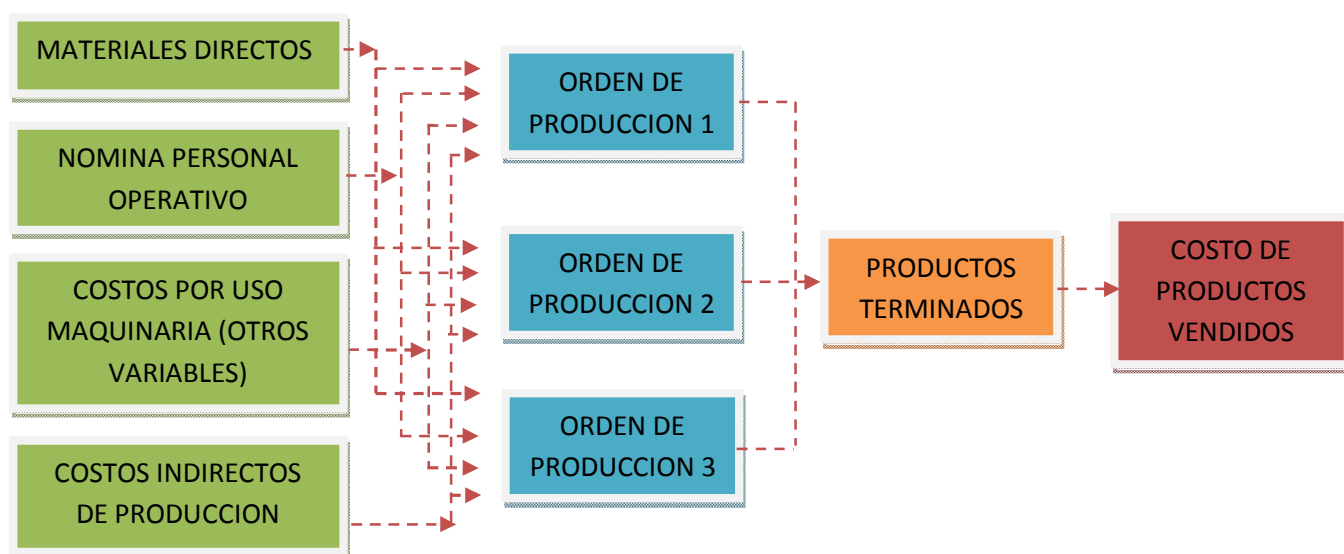 MATERIALES DIRECTOS
NOMINA PERSONAL
OPERATIVO
COSTOS POR USO
MAQUINARIA (OTROS
VARIABLES)
COSTOS INDIRECTOS
DE PRODUCCION
ORDEN DE
PRODUCCION 1
ORDEN DE
PRODUCCION 2
ORDEN DE
PRODUCCION 3
PRODUCTOS
TERMINADOS
COSTO DE
PRODUCTOS
VENDIDOS